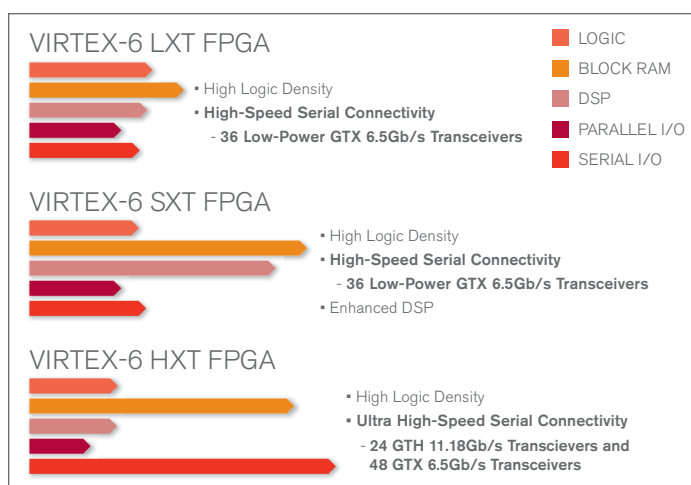 VIRTEX-6 LXT FPGA
▪ High Logic Density
▪ High-Speed Serial Connectivity
- 36 Low-Power GTX 6.5Gb/s Transceivers
LOGIC
BLOCK RAM
DSP
PARALLEL I/O
SERIAL I/O
VIRTEX-6 SXT FPGA
▪ High Logic Density
▪ High-Speed Serial Connectivity
- 36 Low-Power GTX 6.5Gb/s Transceivers
▪ Enhanced DSP
VIRTEX-6 HXT FPGA
▪ High Logic Density
▪ Ultra High-Speed Serial Connectivity
- 24 GTH 11.18Gb/s Transcievers and
48 GTX 6.5Gb/s Transceivers